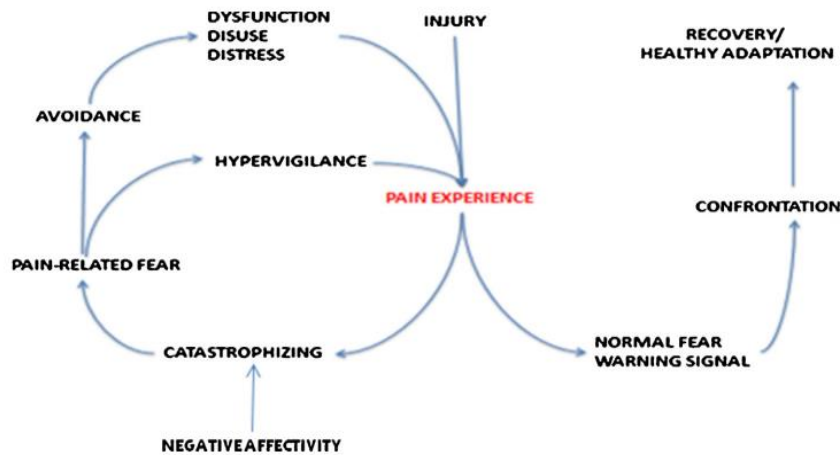 DYSFUNCTION
DISUSE
DISTRESS
INJURY
RECOVERY/
HEALTHY ADAPTATION
AVOIDANCE
HYPERVIGILANCE
PAIN EXPERIENCE
CONFRONTATION
PAIN-RELATED FEAR
CATASTROPHIZING
NORMAL FEAR
WARNING SIGNAL
NEGATIVE AFFECTIVITY